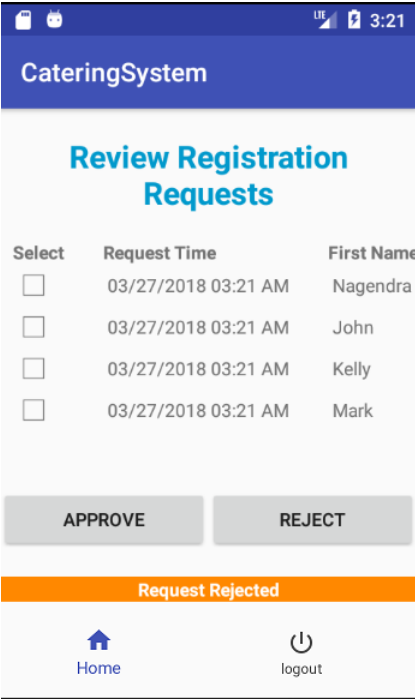 LTE 3:21
CateringSystem
Review Registration
Requests
Select Request Time First Name
03/27/2018 03:21 AM Nagendra
03/27/2018 03:21 AM John
03/27/2018 03:21 AM Kelly
03/27/2018 03:21 AM Mark
APPROVE REJECT
Request Rejected
Home logout